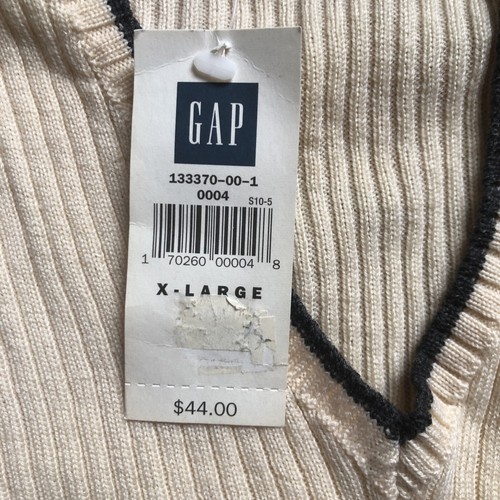 GAP
133370-00-1
0004
S10-5
1 70260 00004 8
X-LARGE
$44.00